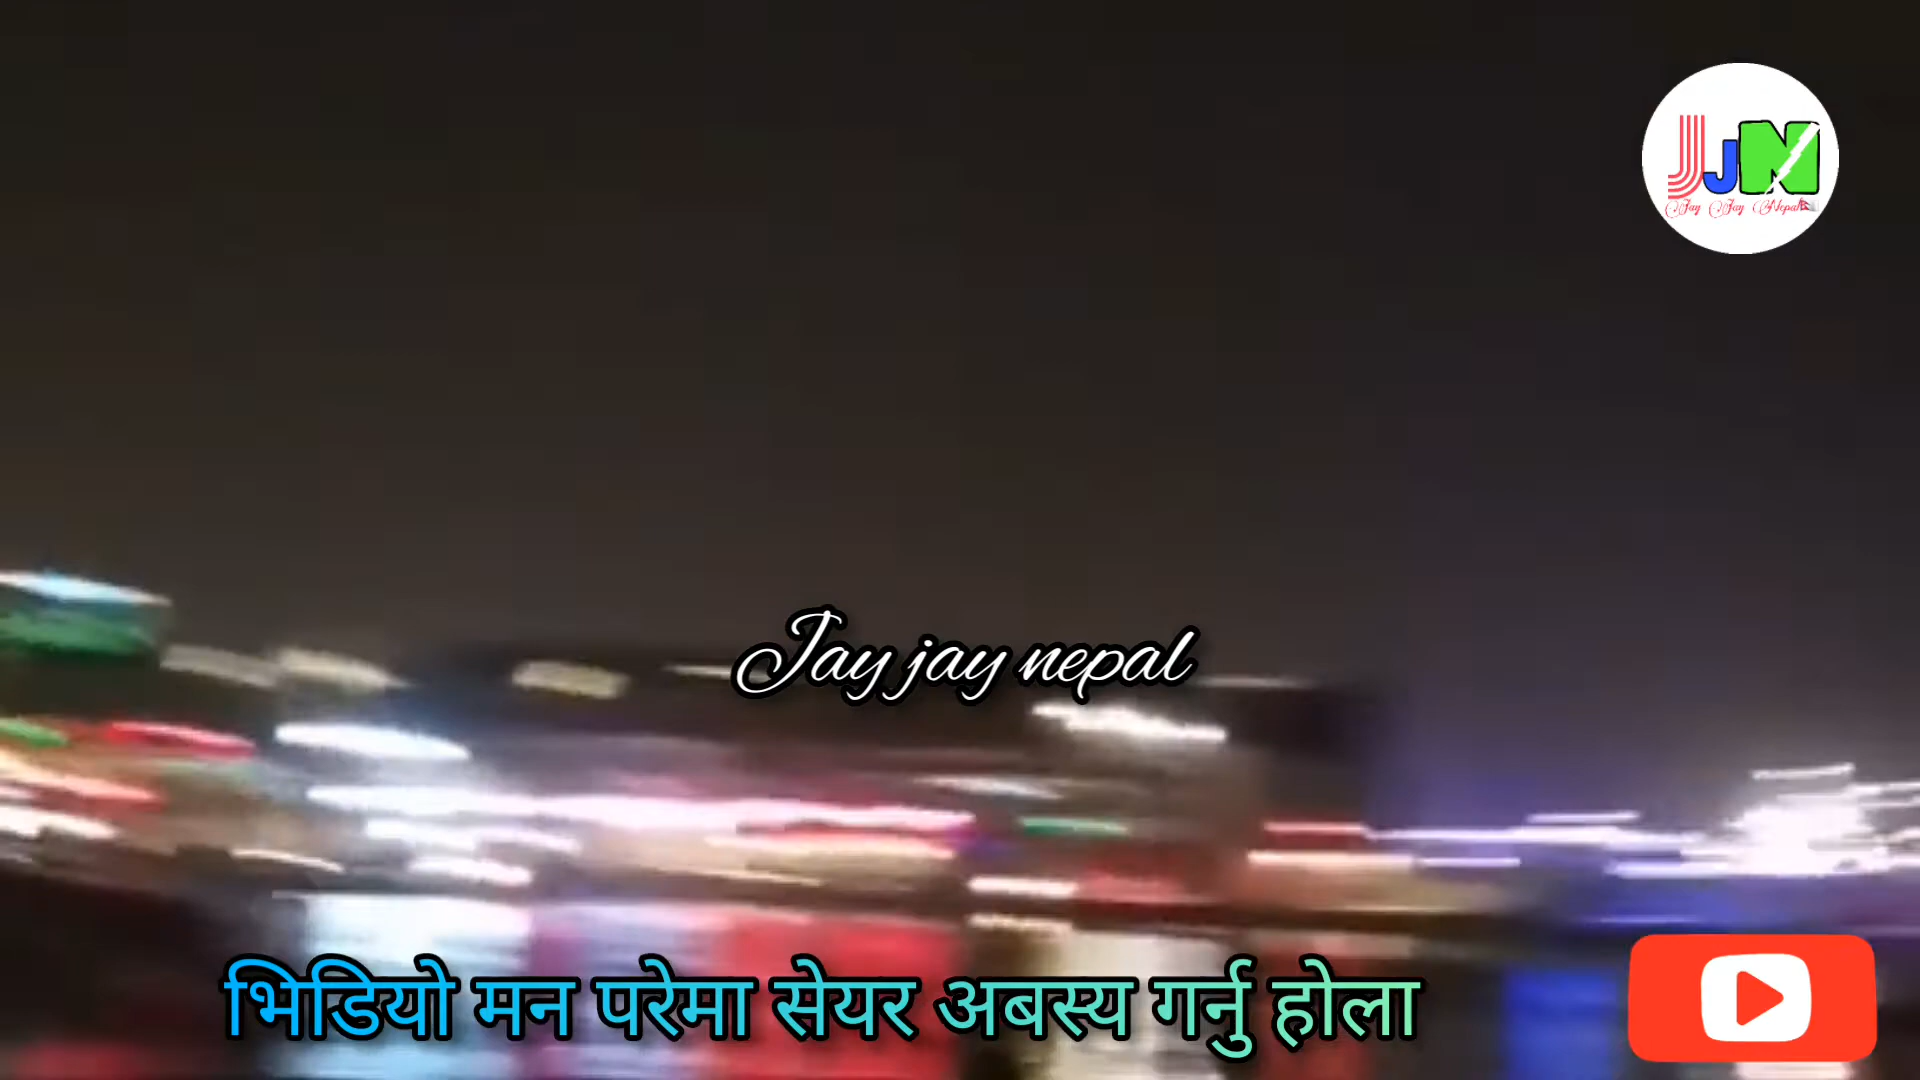 JJN
Jay Jay Nepal
Jay jay nepal
भिडियो मन परेमा सेयर अबस्य गर्नु होला